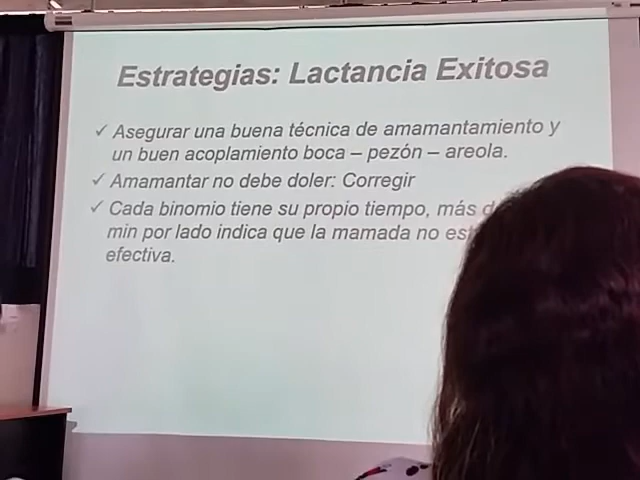 Estrategias: Lactancia Exitosa
✓ Asegurar una buena técnica de amamantamiento y
un buen acoplamiento boca – pezón – areola.
✓ Amamantar no debe doler: Corregir
✓ Cada binomio tiene su propio tiempo, más
min por lado indica que la mamada no
efectiva.